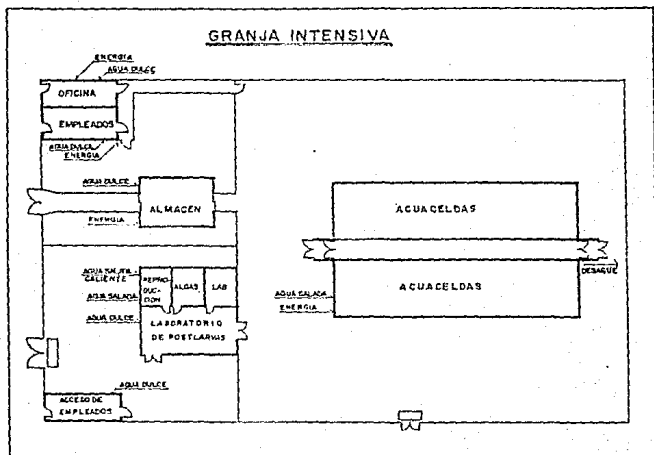 GRANJA INTENSIVA
ENERGIA
AGUA DULCE
OFICINA
EMPLEADOS
AGUA DULCE
ENERGIA
AGUA DULCE
ALMACEN
ENERGIA
AGUA SALADA
CALIENTE
AGUA SALADA
AGUA DULCE
REPRO
DUC-
CION
ALGAS
LAB
LABORATORIO
DE POSTLARVAS
AGUA DULCE
ACCESO DE
EMPLEADOS
ACUACELDAS
ACUACELDAS
DESAGUE
AGUA SALADA
ENERGIA